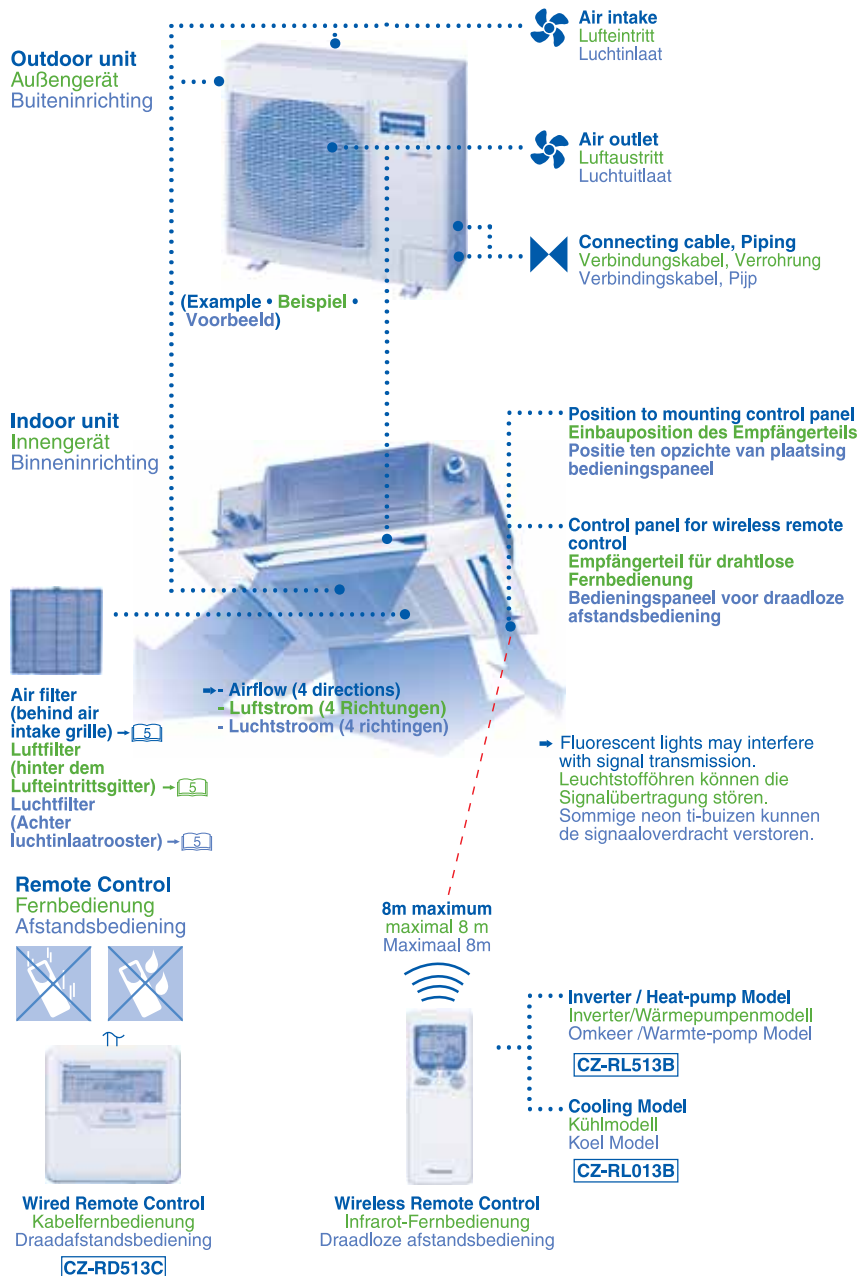 Air intake
Lufteintritt
Luchtinlaat
Outdoor unit
Außengerät
Buiteninrichting
Panasonic
Air outlet
Luftaustritt
Luchtuitlaat
Connecting cable, Piping
Verbindungskabel, Verrohrung
Verbindingskabel, Pijp
(Example • Beispiel •
Voorbeeld)
Indoor unit
Innengerät
Binneninrichting
Position to mounting control panel
Einbauposition des Empfängerteils
Positie ten opzichte van plaatsing
bedieningspaneel
Control panel for wireless remote
control
Empfängerteil für drahtlose
Fernbedienung
Bedieningspaneel voor draadloze
afstandsbediening
Air filter
(behind air
intake grille) → 5
Luftfilter
(hinter dem
Lufteintrittsgitter) → 5
Luchtfilter
(Achter
luchtinlaatrooster) → 5
➡ - Airflow (4 directions)
- Luftstrom (4 Richtungen)
- Luchtstroom (4 richtingen)
➡ Fluorescent lights may interfere
with signal transmission.
Leuchtstofföhren können die
Signalübertragung stören.
Sommige neon ti-buizen kunnen
de signaaloverdracht verstoren.
Remote Control
Fernbedienung
Afstandsbediening
8m maximum
maximal 8 m
Maximaal 8m
Inverter / Heat-pump Model
Inverter/Wärmepumpenmodell
Omkeer /Warmte-pomp Model
CZ-RL513B
Cooling Model
Kühlmodell
Koel Model
CZ-RL013B
Wired Remote Control
Kabelfernbedienung
Draadafstandsbediening
CZ-RD513C
Wireless Remote Control
Infrarot-Fernbedienung
Draadloze afstandsbediening